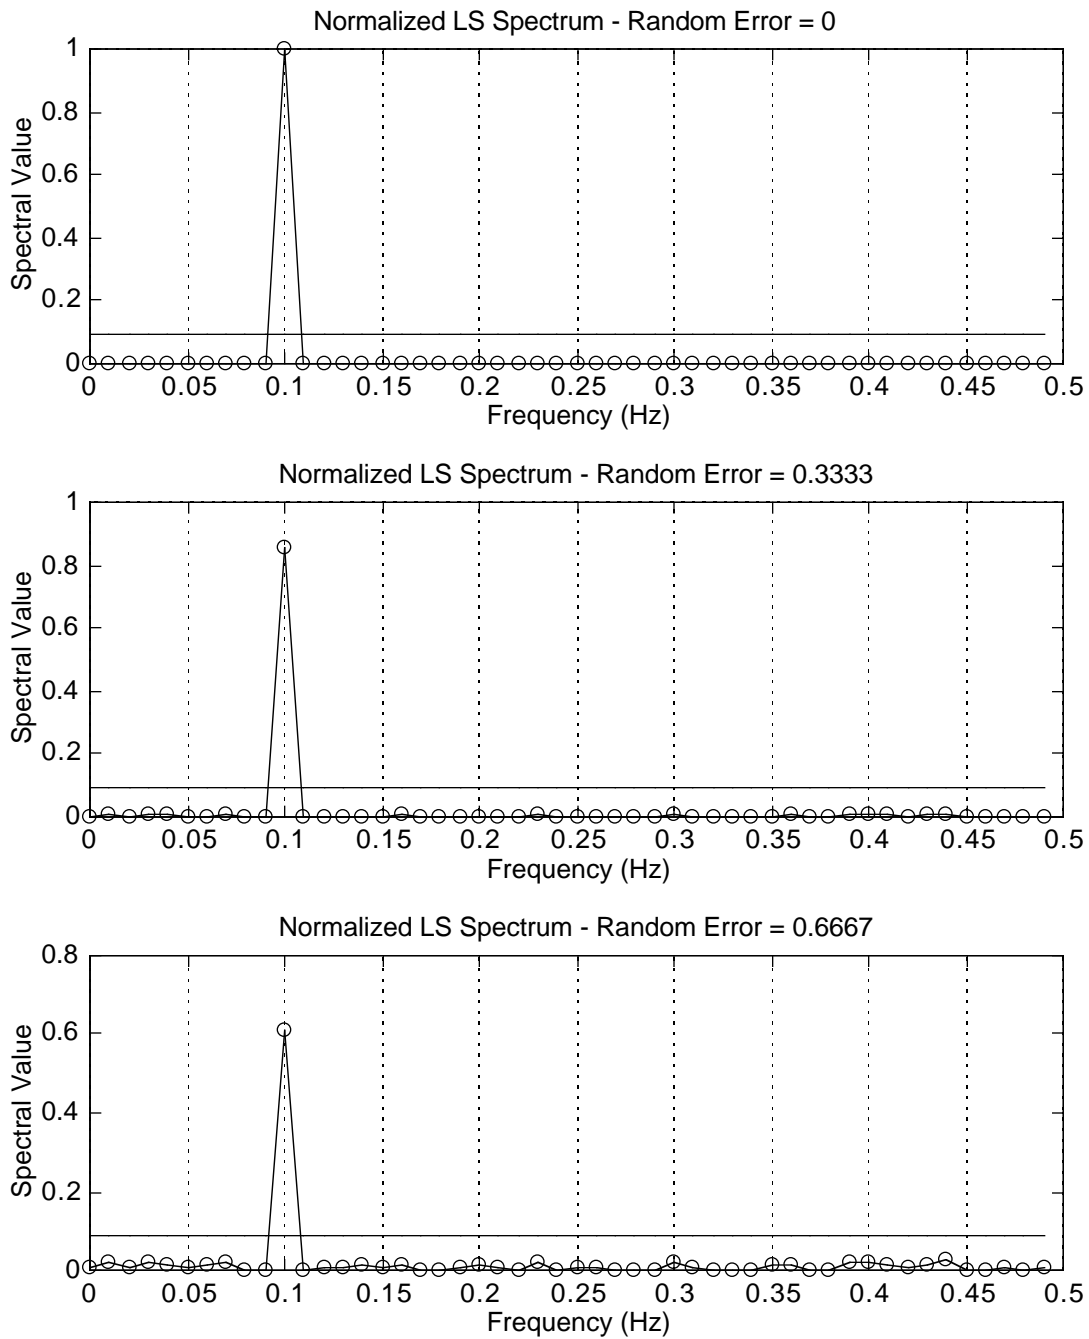 Normalized LS Spectrum - Random Error = 0
1
0.8
0.6
0.4
0.2
0
Spectral Value
0 0.05 0.1 0.15 0.2 0.25 0.3 0.35 0.4 0.45 0.5
Frequency (Hz)
Normalized LS Spectrum - Random Error = 0.3333
1
0.8
0.6
0.4
0.2
0
Spectral Value
0 0.05 0.1 0.15 0.2 0.25 0.3 0.35 0.4 0.45 0.5
Frequency (Hz)
Normalized LS Spectrum - Random Error = 0.6667
0.8
0.6
0.4
0.2
0
Spectral Value
0 0.05 0.1 0.15 0.2 0.25 0.3 0.35 0.4 0.45 0.5
Frequency (Hz)